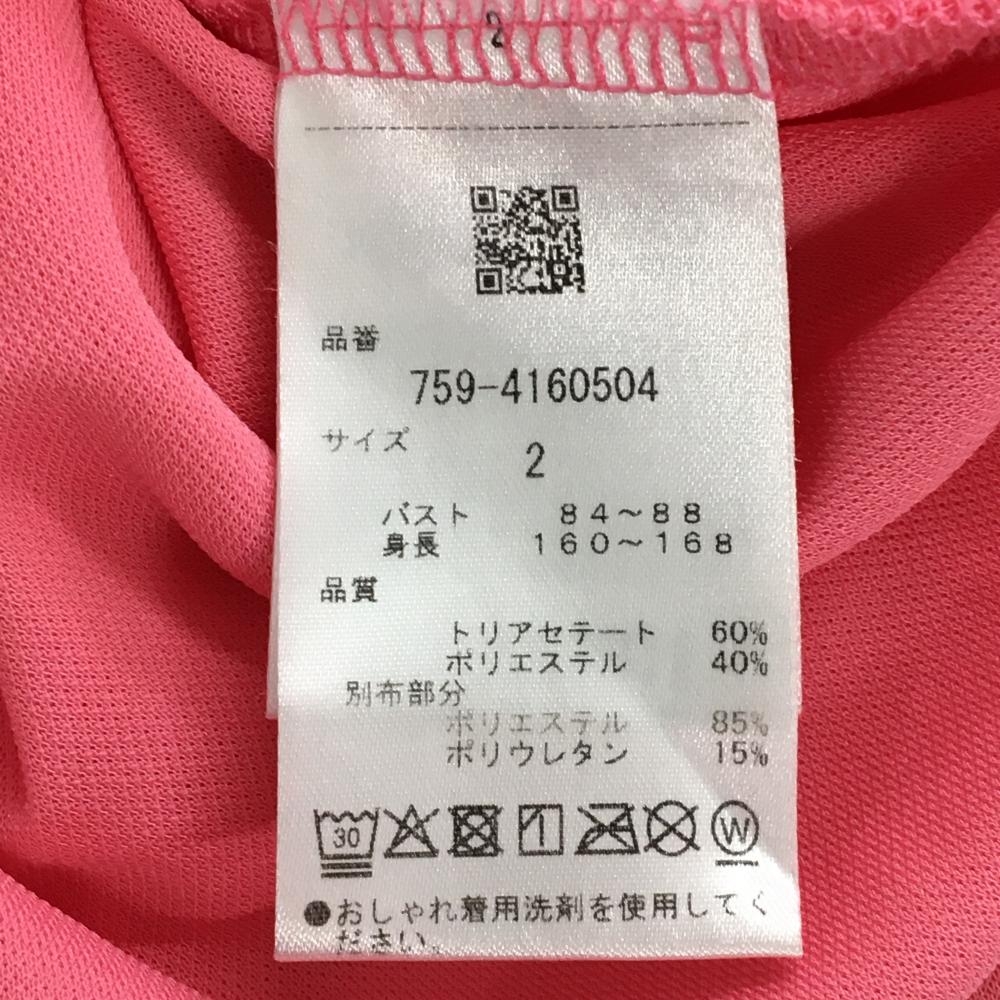 2
品番
759-4160504
サイズ
2
バスト 84～88
身長 160～168
品質
トリアセテート 60%
ポリエステル 40%
別布部分
ポリエステル 85%
ポリウレタン 15%
30 W
●おしゃれ着用洗剤を使用してく
ださい。